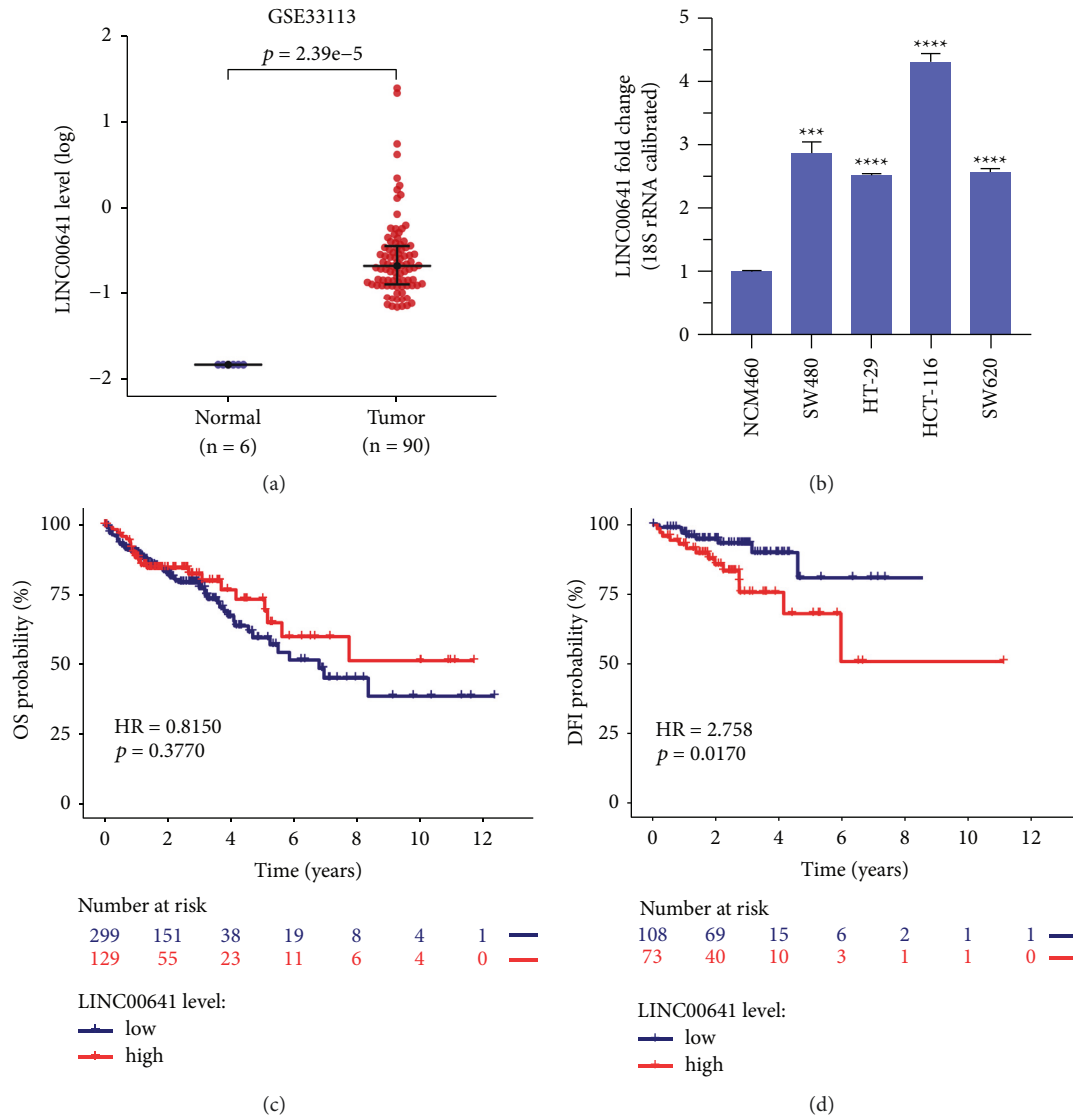 GSE33113
p = 2.39e−5
LINC00641 level (log)
2
1
0
−1
−2
Normal
(n = 6)
Tumor
(n = 90)
(a)
LINC00641 fold change
(18S rRNA calibrated)
5
4
3
2
1
0
***
****
****
****
NCM460
SW480
HT-29
HCT-116
SW620
(b)
OS probability (%)
100
75
50
25
0
HR = 0.8150
p = 0.3770
0 2 4 6 8 10 12
Time (years)
Number at risk
299 151 38 19 8 4 1
129 55 23 11 6 4 0
LINC00641 level:
low
high
(c)
DFI probability (%)
100
75
50
25
0
HR = 2.758
p = 0.0170
0 2 4 6 8 10 12
Time (years)
Number at risk
108 69 15 6 2 1 1
73 40 10 3 1 1 0
LINC00641 level:
low
high
(d)